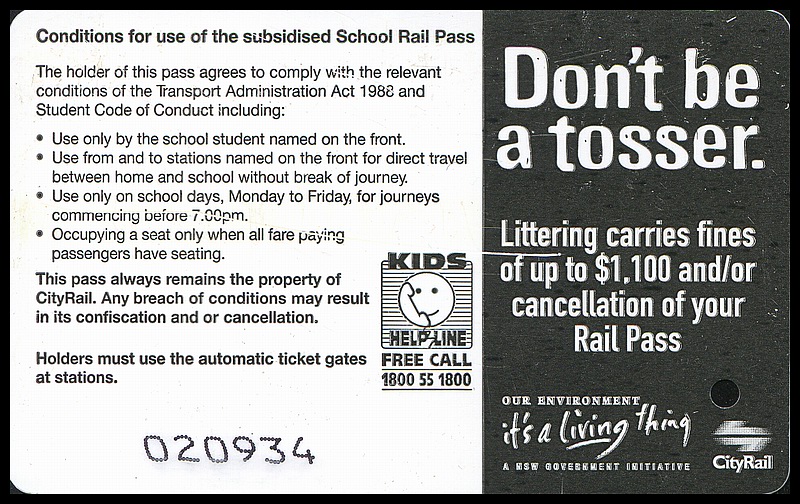 Conditions for use of the subsidised School Rail Pass
The holder of this pass agrees to comply with the relevant
conditions of the Transport Administration Act 1988 and
Student Code of Conduct including:
• Use only by the school student named on the front.
• Use from and to stations named on the front for direct travel
between home and school without break of journey.
• Use only on school days, Monday to Friday, for journeys
commencing before 7.00pm.
• Occupying a seat only when all fare paying
passengers have seating.
This pass always remains the property of
CityRail. Any breach of conditions may result
in its confiscation and or cancellation.
Holders must use the automatic ticket gates
at stations.
KIDS
HELP LINE
FREE CALL
1800 55 1800
020934
Don't be
a tosser.
Littering carries fines
of up to $1,100 and/or
cancellation of your
Rail Pass
OUR ENVIRONMENT
it's a living thing
A NSW GOVERNMENT INITIATIVE
CityRail